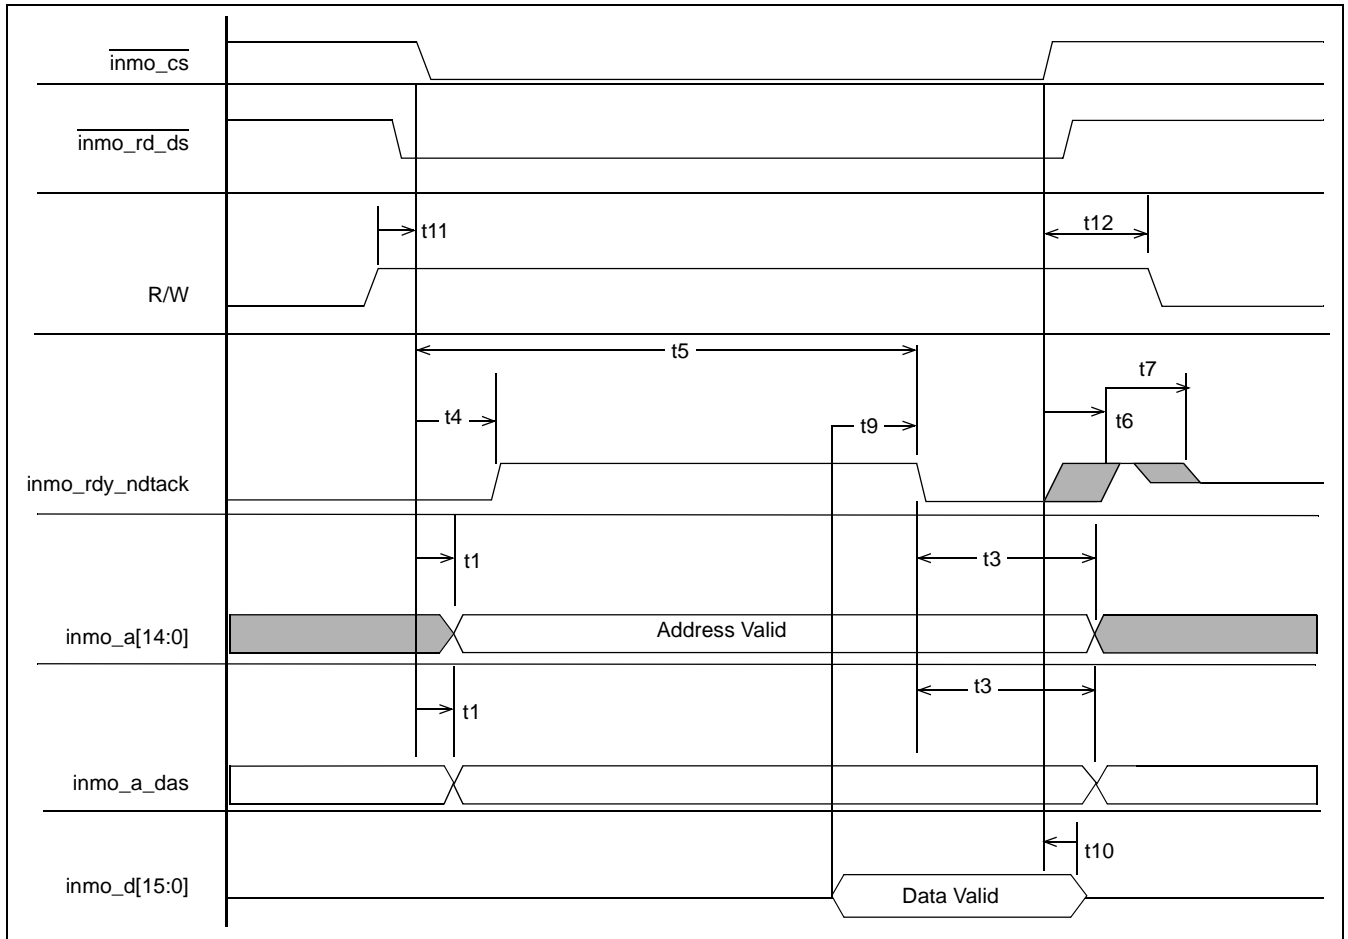 inmo_cs
inmo_rd_ds
t11
t12
R/W
t5
t7
t4
t9
t6
inmo_rdy_ndtack
t1
t3
inmo_a[14:0]
Address Valid
t1
t3
inmo_a_das
t10
inmo_d[15:0]
Data Valid